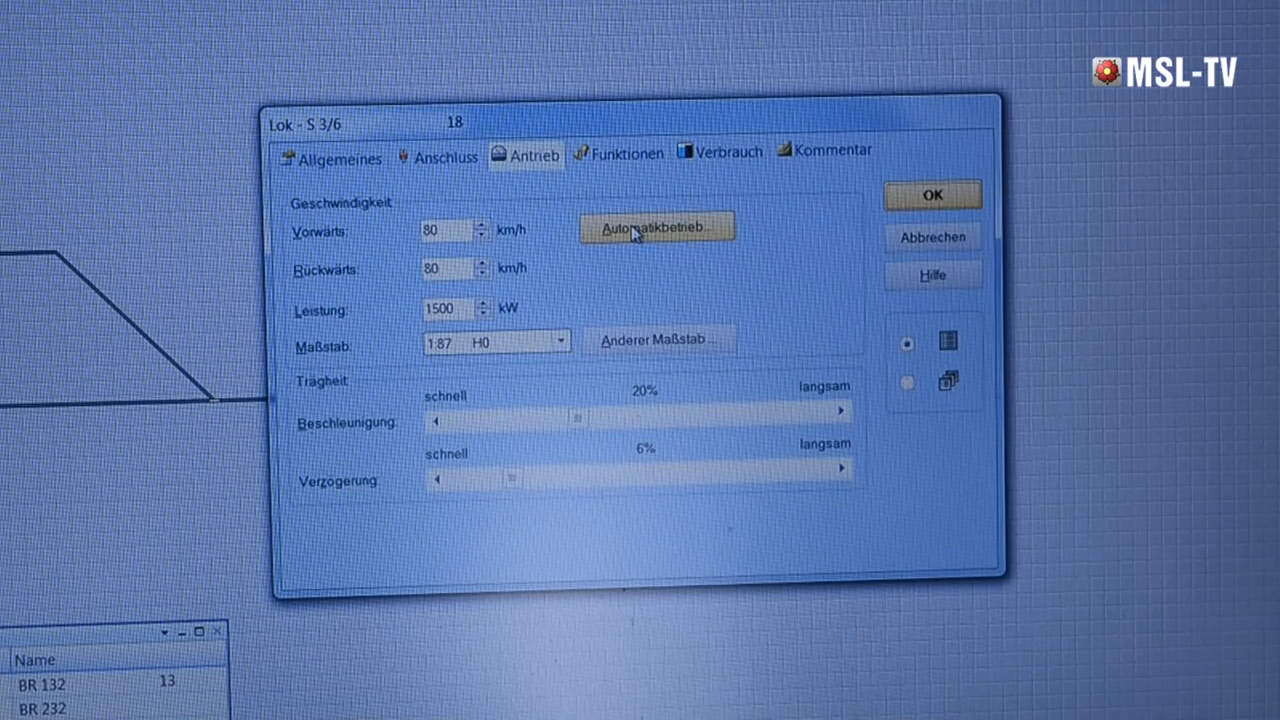 MSL-TV
Lok - S 3/6 18
Allgemeines Anschluss Antrieb Funktionen Verbrauch Kommentar
Geschwindigkeit
Vorwärts: 80 km/h Automatikbetrieb...
Rückwärts: 80 km/h
Leistung: 1500 kW
Maßstab: 1:87 H0 Anderer Maßstab...
OK
Abbrechen
Hilfe
Trägheit
schnell 20% langsam
Beschleunigung:
schnell 6% langsam
Verzögerung:
Name
BR 132 13
BR 232